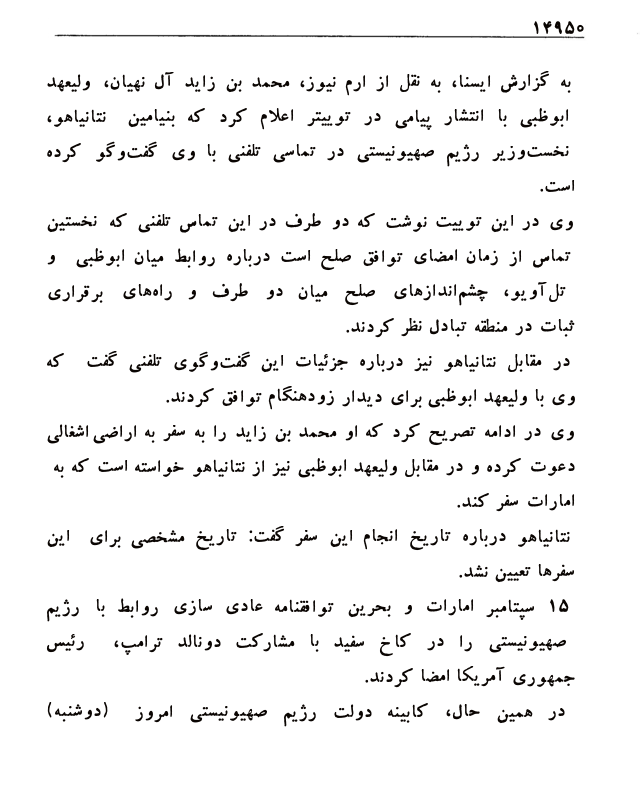 ۱۴۹۵۰
به گزارش ایسنا، به نقل از ارم نیوز، محمد بن زاید آل نهیان، ولیعهد
ابوظبی با انتشار پیامی در توییتر اعلام کرد که بنیامین نتانیاهو،
نخست‌وزیر رژیم صهیونیستی در تماسی تلفنی با وی گفت‌وگو کرده
است.
وی در این توییت نوشت که دو طرف در این تماس تلفنی که نخستین
تماس از زمان امضای توافق صلح است درباره روابط میان ابوظبی و
تل‌آویو، چشم‌اندازهای صلح میان دو طرف و راه‌های برقراری
ثبات در منطقه تبادل نظر کردند.
در مقابل نتانیاهو نیز درباره جزئیات این گفت‌وگوی تلفنی گفت که
وی با ولیعهد ابوظبی برای دیدار زودهنگام توافق کردند.
وی در ادامه تصریح کرد که او محمد بن زاید را به سفر به اراضی اشغالی
دعوت کرده و در مقابل ولیعهد ابوظبی نیز از نتانیاهو خواسته است که به
امارات سفر کند.
نتانیاهو درباره تاریخ انجام این سفر گفت: تاریخ مشخصی برای این
سفرها تعیین نشد.
۱۵ سپتامبر امارات و بحرین توافقنامه عادی سازی روابط با رژیم
صهیونیستی را در کاخ سفید با مشارکت دونالد ترامپ، رئیس
جمهوری آمریکا امضا کردند.
در همین حال، کابینه دولت رژیم صهیونیستی امروز (دوشنبه)